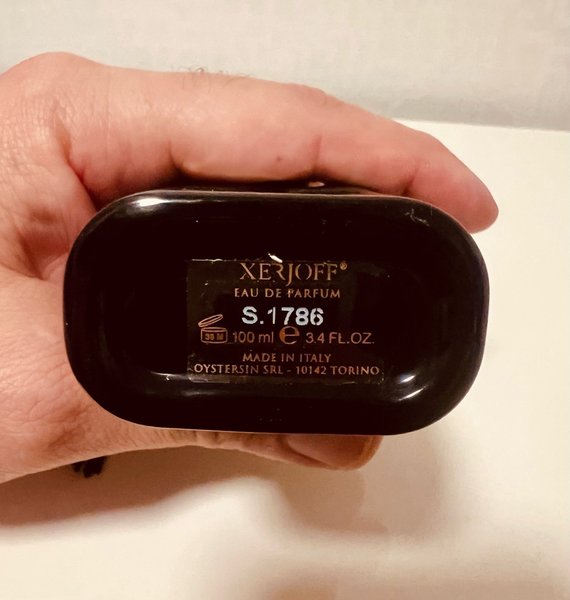 XERJOFF®
EAU DE PARFUM
S.1786
36 M 100 ml e 3.4 FL.OZ.
MADE IN ITALY
OYSTERSIN SRL - 10142 TORINO